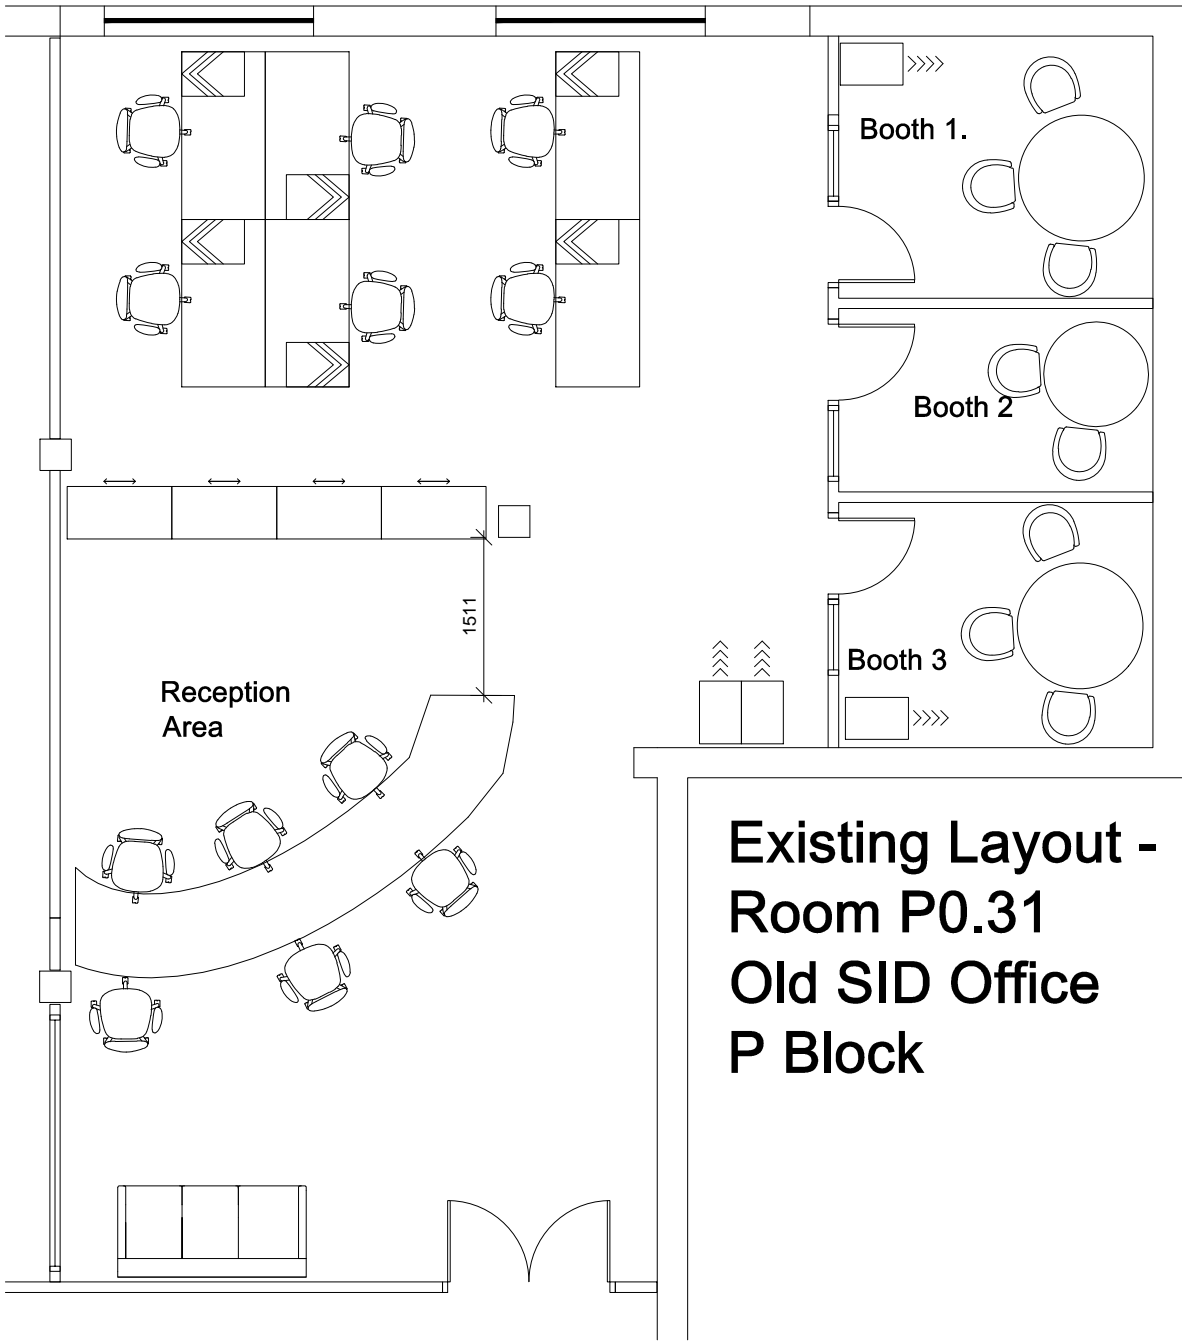 Booth 1.
Booth 2
1511
Booth 3
Reception
Area
Existing Layout -
Room P0.31
Old SID Office
P Block